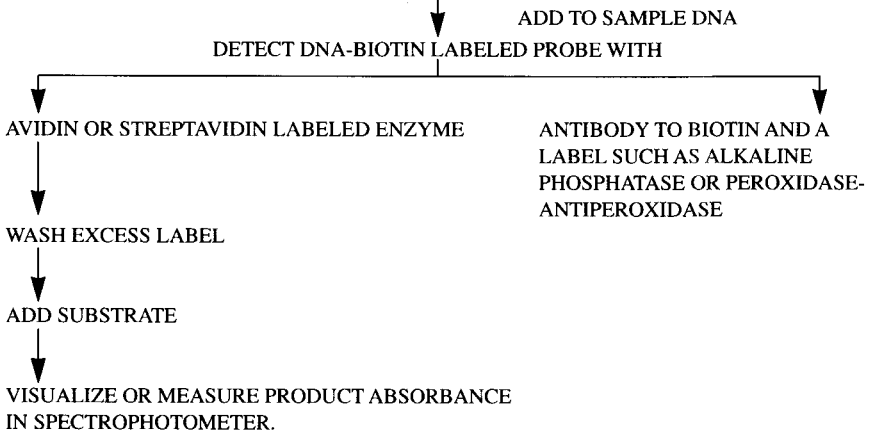 ADD TO SAMPLE DNA
DETECT DNA-BIOTIN LABELED PROBE WITH
AVIDIN OR STREPTAVIDIN LABELED ENZYME
ANTIBODY TO BIOTIN AND A
LABEL SUCH AS ALKALINE
PHOSPHATASE OR PEROXIDASE-
ANTIPEROXIDASE
WASH EXCESS LABEL
ADD SUBSTRATE
VISUALIZE OR MEASURE PRODUCT ABSORBANCE
IN SPECTROPHOTOMETER.